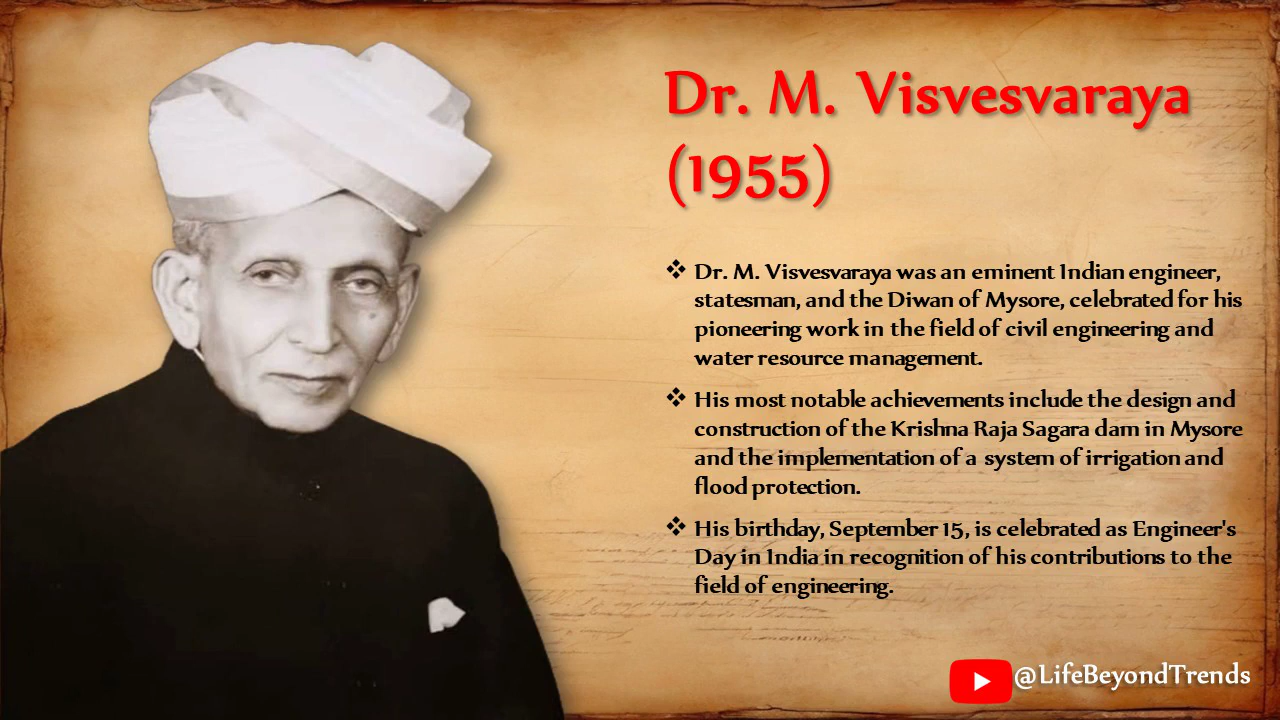 Dr. M. Visvesvaraya
(1955)
❖ Dr. M. Visvesvaraya was an eminent Indian engineer,
statesman, and the Diwan of Mysore, celebrated for his
pioneering work in the field of civil engineering and
water resource management.
❖ His most notable achievements include the design and
construction of the Krishna Raja Sagara dam in Mysore
and the implementation of a system of irrigation and
flood protection.
❖ His birthday, September 15, is celebrated as Engineer's
Day in India in recognition of his contributions to the
field of engineering.
@LifeBeyondTrends